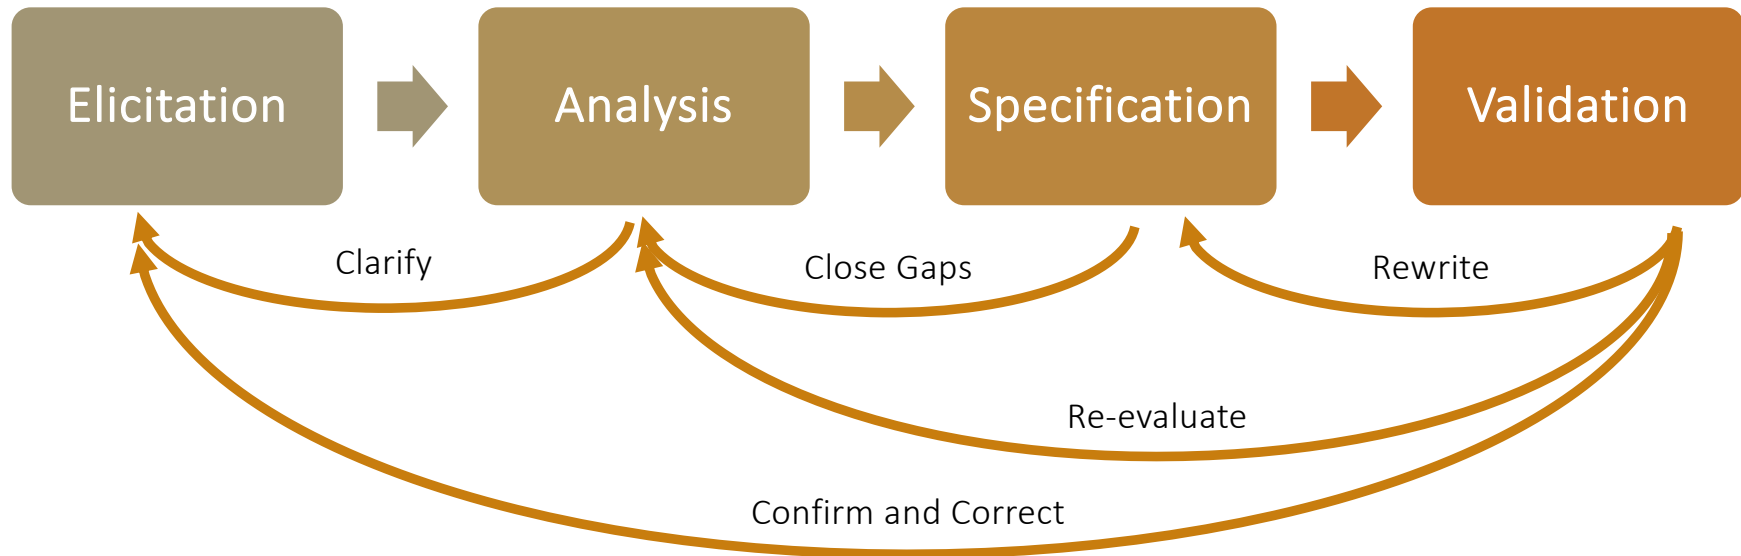 Elicitation
Analysis
Specification
Validation
Clarify
Close Gaps
Rewrite
Re-evaluate
Confirm and Correct